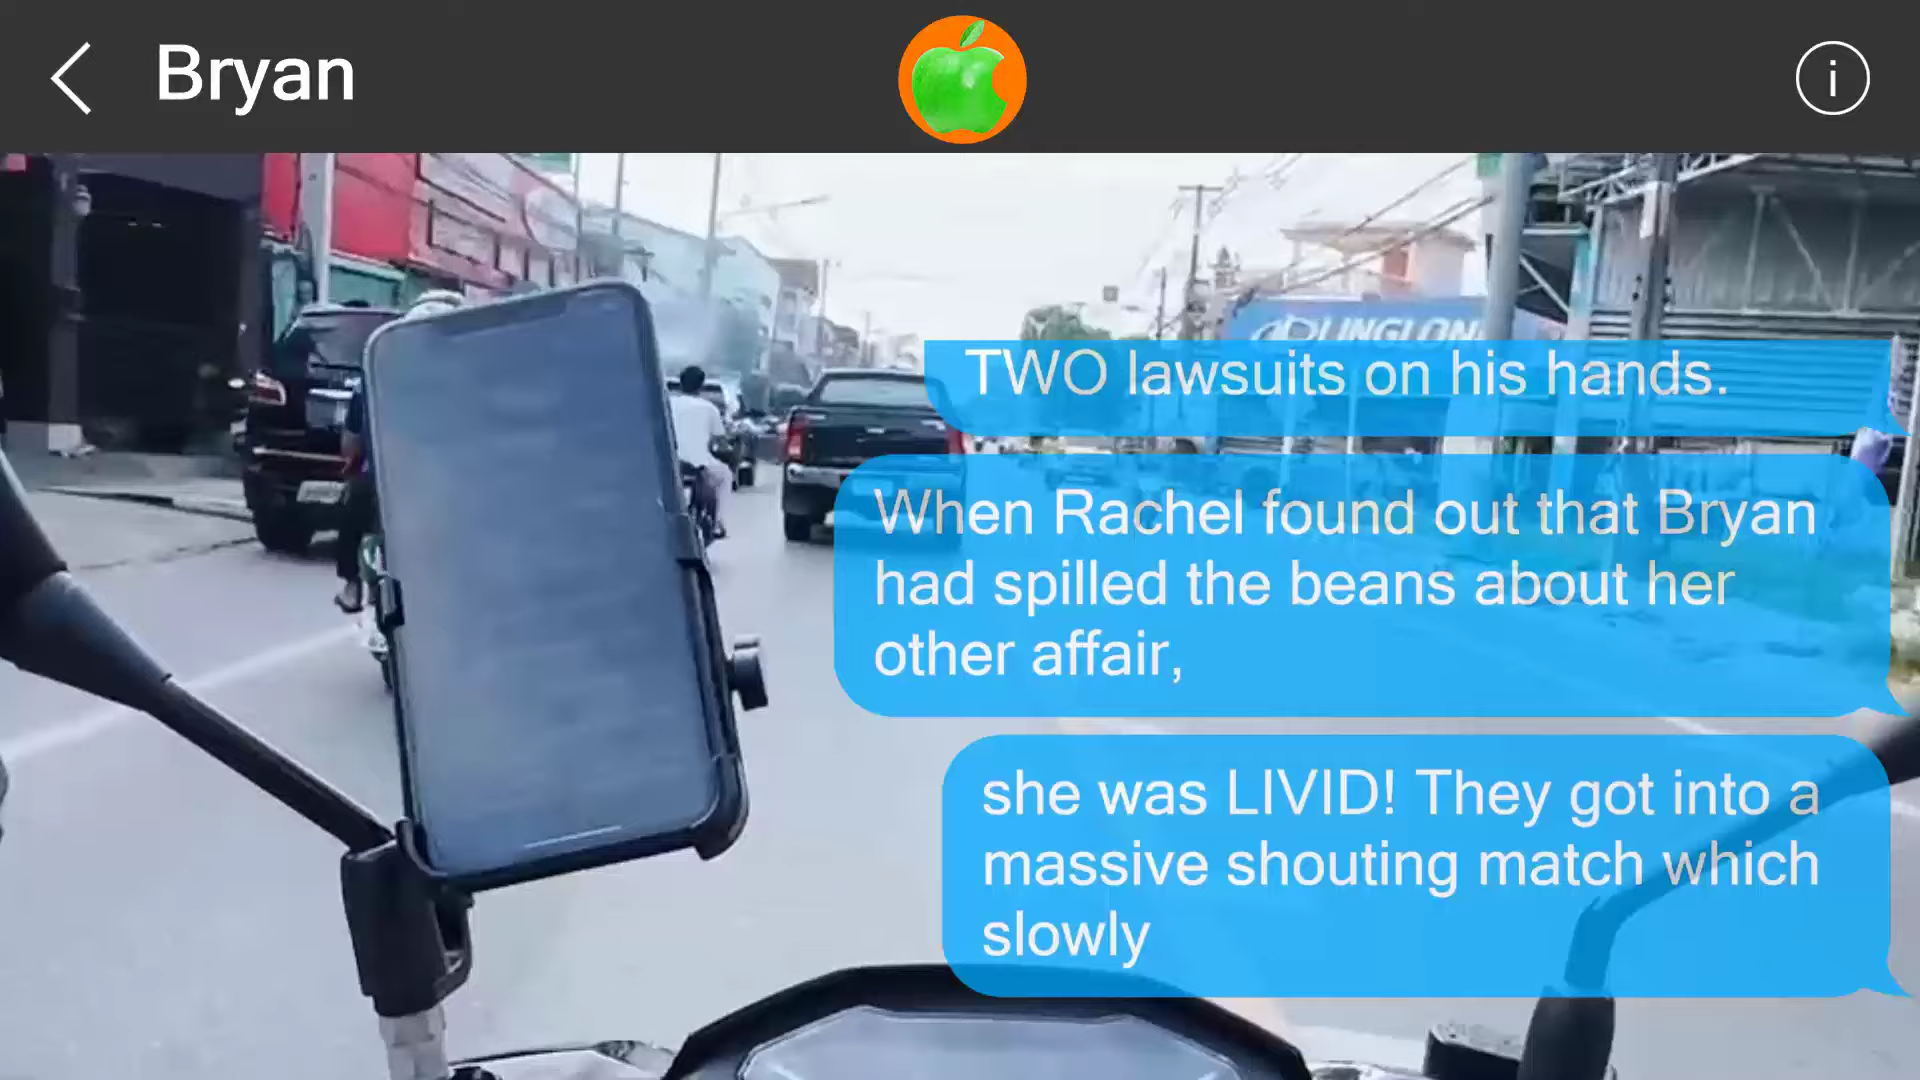 Bryan
i
LINGLONG
TWO lawsuits on his hands.
When Rachel found out that Bryan
had spilled the beans about her
other affair,
she was LIVID! They got into a
massive shouting match which
slowly